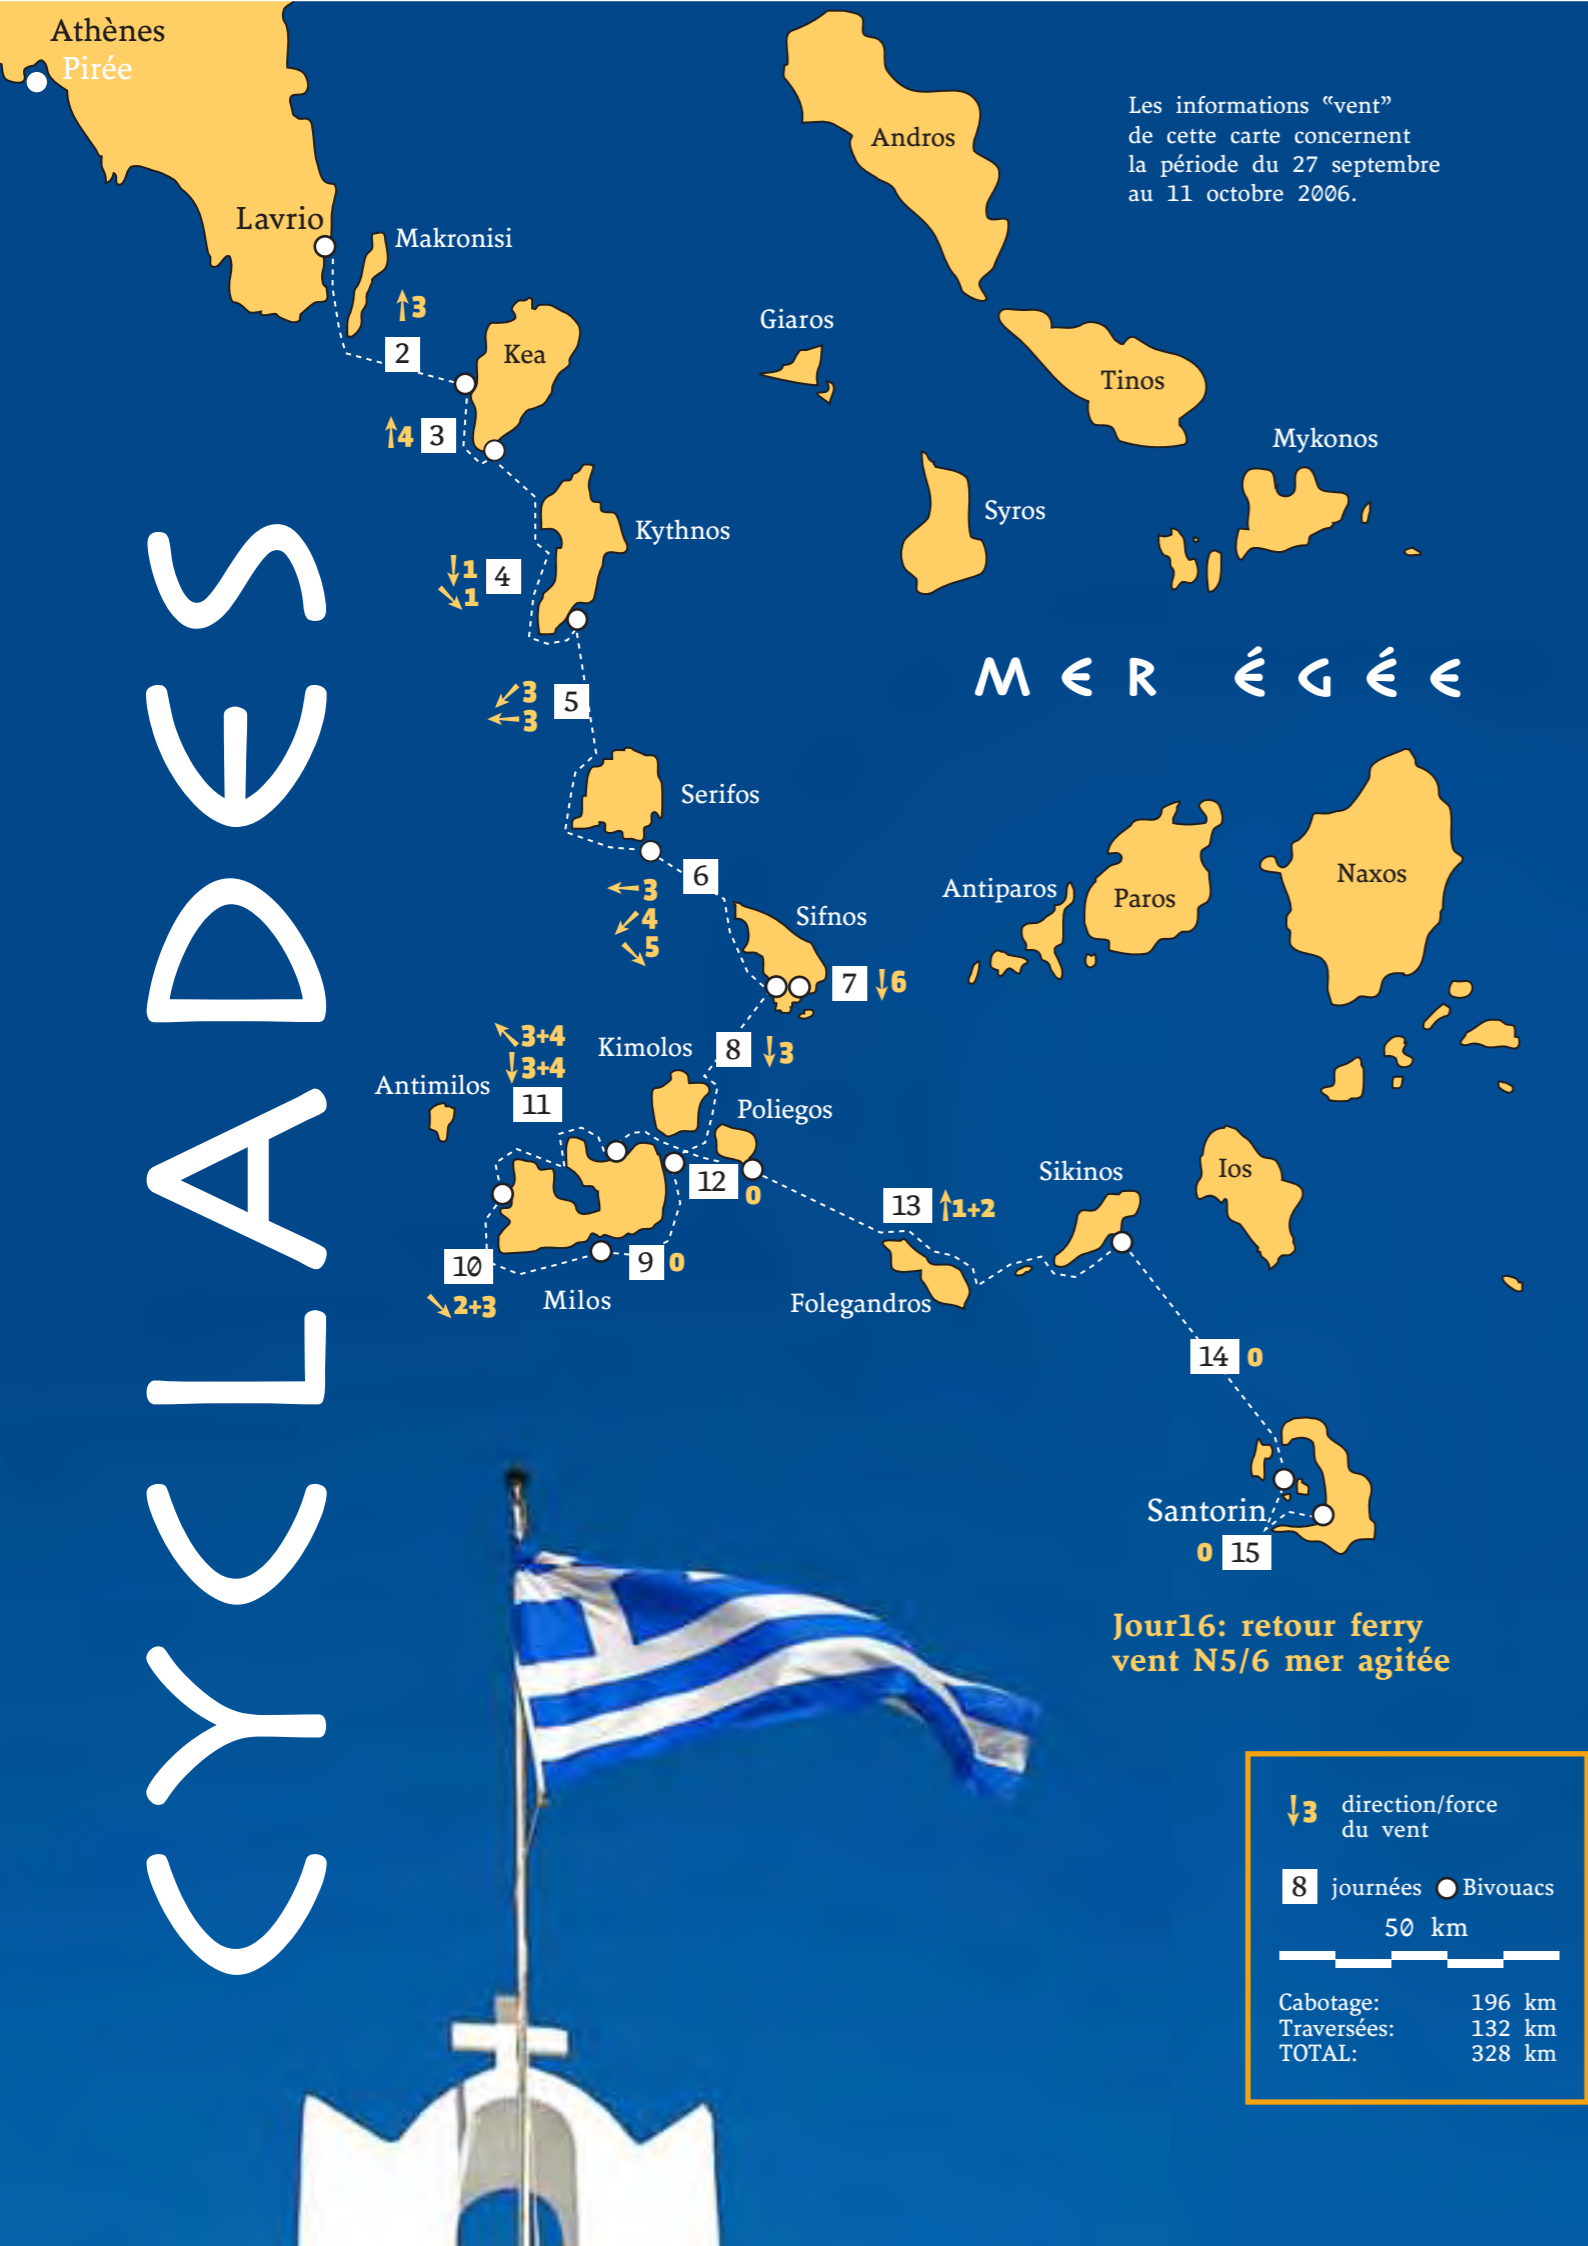 Athènes
Pirée
Les informations “vent”
de cette carte concernent
la période du 27 septembre
au 11 octobre 2006.
Andros
Lavrio
Makronisi
3
2
Kea
Giaros
Tinos
4 3
Mykonos
Syros
Kythnos
1
1
4
MER ÉGÉE
3
3
5
Serifos
6
3
4
5
Sifnos
7 6
Antiparos
Paros
Naxos
3+4
3+4
11
Kimolos
8 3
Antimilos
Poliegos
12
0
Sikinos
Ios
13 1+2
10
2+3
9 0
Milos
Folegandros
14 0
Santorin
0 15
CYCLADES
Jour16: retour ferry
vent N5/6 mer agitée
3 direction/force
du vent
8 journées Bivouacs
50 km
Cabotage: 196 km
Traversées: 132 km
TOTAL: 328 km